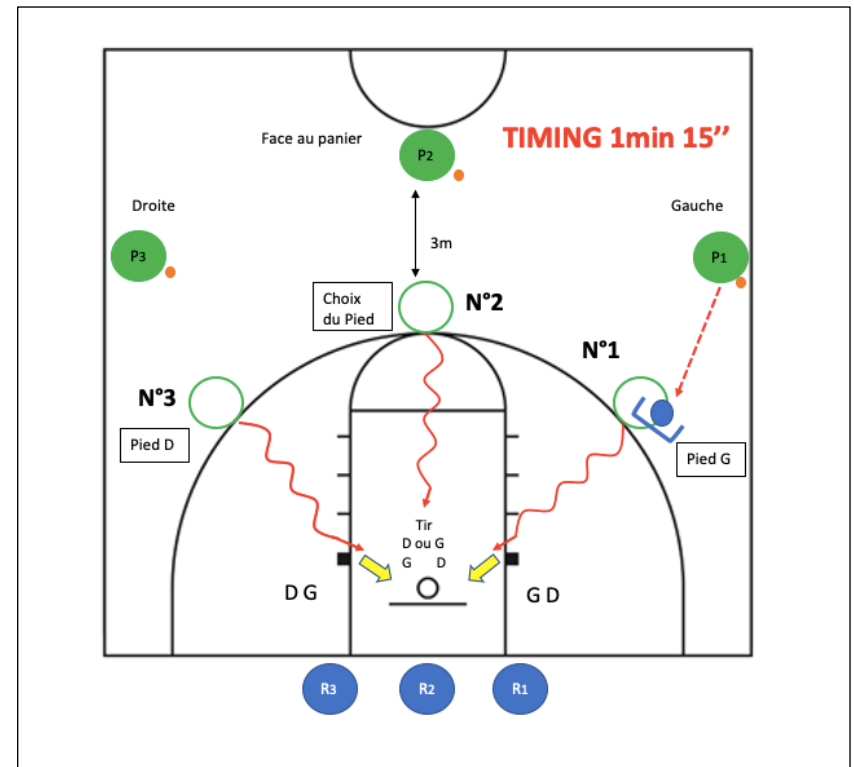 Face au panier
TIMING 1min 15’’
P2
Droite
Gauche
P3
3m
P1
Choix
du Pied
N°2
N°1
N°3
Pied D
Pied G
Tir
D ou G
G D
D G
G D
R3
R2
R1